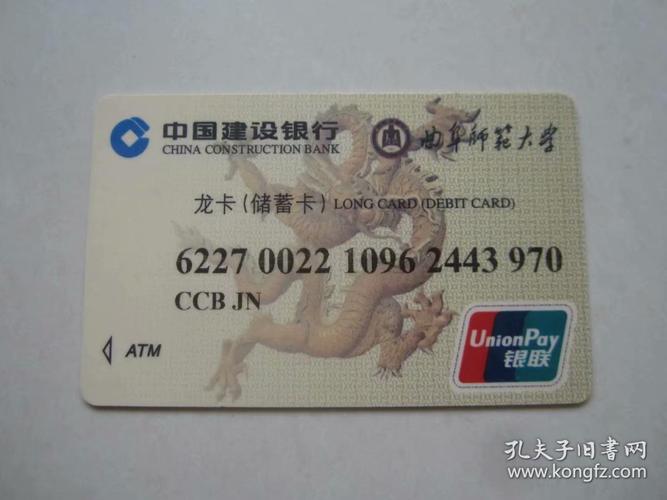 中国建设银行
CHINA CONSTRUCTION BANK
曲阜师范大学
龙卡(储蓄卡) LONG CARD (DEBIT CARD)
6227 0022 1096 2443 970
CCB JN
ATM
UnionPay
银联
孔夫子旧书网
www.kongfz.com